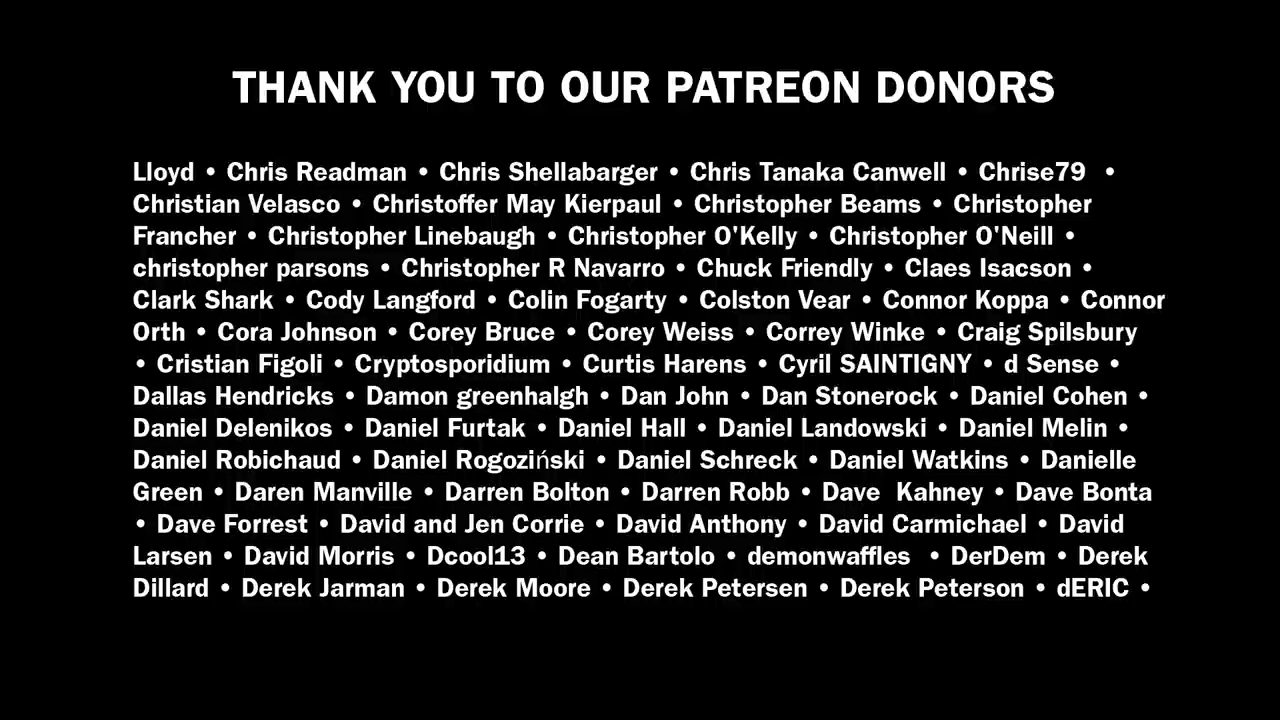 THANK YOU TO OUR PATREON DONORS
Lloyd • Chris Readman • Chris Shellabarger • Chris Tanaka Canwell • Chrise79 •
Christian Velasco • Christoffer May Kierpaul • Christopher Beams • Christopher
Francher • Christopher Linebaugh • Christopher O'Kelly • Christopher O'Neill •
christopher parsons • Christopher R Navarro • Chuck Friendly • Claes Isacson •
Clark Shark • Cody Langford • Colin Fogarty • Colston Vear • Connor Koppa • Connor
Orth • Cora Johnson • Corey Bruce • Corey Weiss • Correy Winke • Craig Spilsbury
• Cristian Figoli • Cryptosporidium • Curtis Harens • Cyril SAINTIGNY • d Sense •
Dallas Hendricks • Damon greenhalgh • Dan John • Dan Stonerock • Daniel Cohen •
Daniel Delenikos • Daniel Furtak • Daniel Hall • Daniel Landowski • Daniel Melin •
Daniel Robichaud • Daniel Rogoziński • Daniel Schreck • Daniel Watkins • Danielle
Green • Daren Manville • Darren Bolton • Darren Robb • Dave  Kahney • Dave Bonta
• Dave Forrest • David and Jen Corrie • David Anthony • David Carmichael • David
Larsen • David Morris • Dcool13 • Dean Bartolo • demonwaffles  • DerDem • Derek
Dillard • Derek Jarman • Derek Moore • Derek Petersen • Derek Peterson • dERIC •